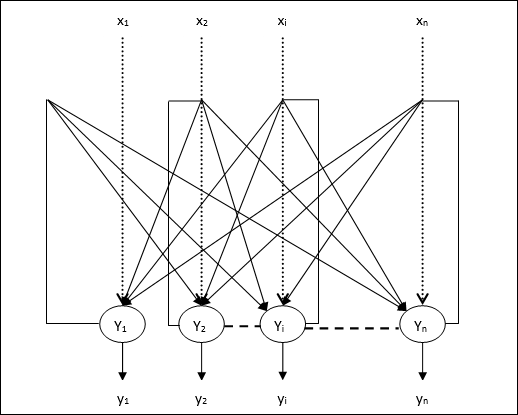 x₁ x₂ xᵢ xₙ
Y₁ Y₂ Yᵢ Yₙ
y₁ y₂ yᵢ yₙ